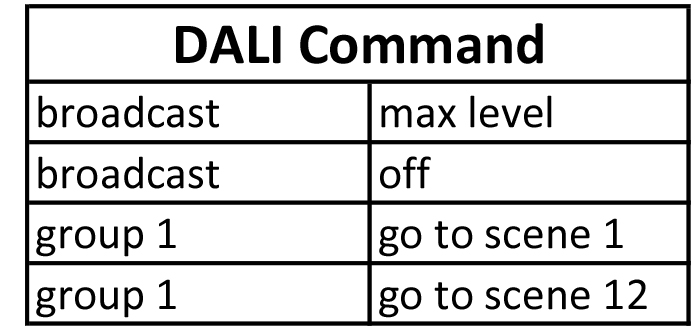 DALI Command
broadcast max level
broadcast off
group 1 go to scene 1
group 1 go to scene 12